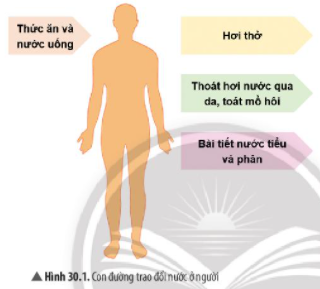 Thức ăn và
nước uống
Hơi thở
Thoát hơi nước qua
da, toát mồ hôi
Bài tiết nước tiểu
và phân
▲ Hình 30.1. Con đường trao đổi nước ở người